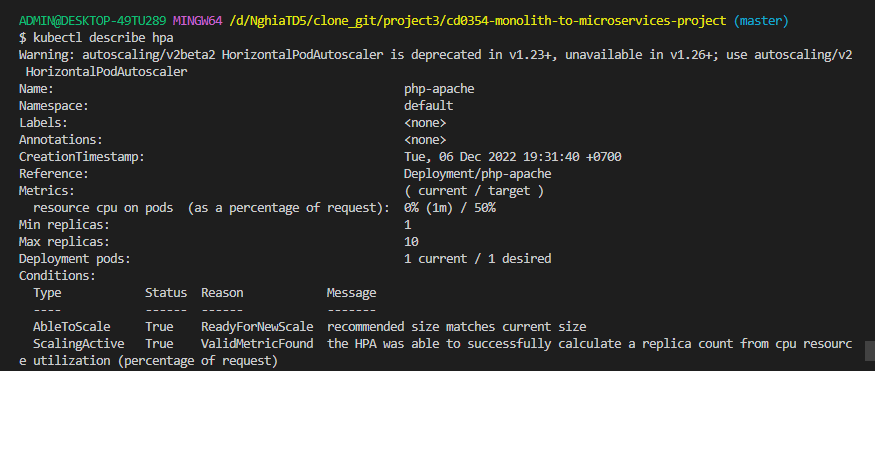 ADMIN@DESKTOP-49TU289 MINGW64 /d/NghiaTD5/clone_git/project3/cd0354-monolith-to-microservices-project (master)
$ kubectl describe hpa
Warning: autoscaling/v2beta2 HorizontalPodAutoscaler is deprecated in v1.23+, unavailable in v1.26+; use autoscaling/v2
 HorizontalPodAutoscaler
Name:                                                  php-apache
Namespace:                                             default
Labels:                                                <none>
Annotations:                                           <none>
CreationTimestamp:                                     Tue, 06 Dec 2022 19:31:40 +0700
Reference:                                             Deployment/php-apache
Metrics:                                               ( current / target )
  resource cpu on pods  (as a percentage of request):  0% (1m) / 50%
Min replicas:                                          1
Max replicas:                                          10
Deployment pods:                                       1 current / 1 desired
Conditions:
  Type            Status  Reason            Message
  ----            ------  ------            -------
  AbleToScale     True    ReadyForNewScale  recommended size matches current size
  ScalingActive   True    ValidMetricFound  the HPA was able to successfully calculate a replica count from cpu resourc
e utilization (percentage of request)